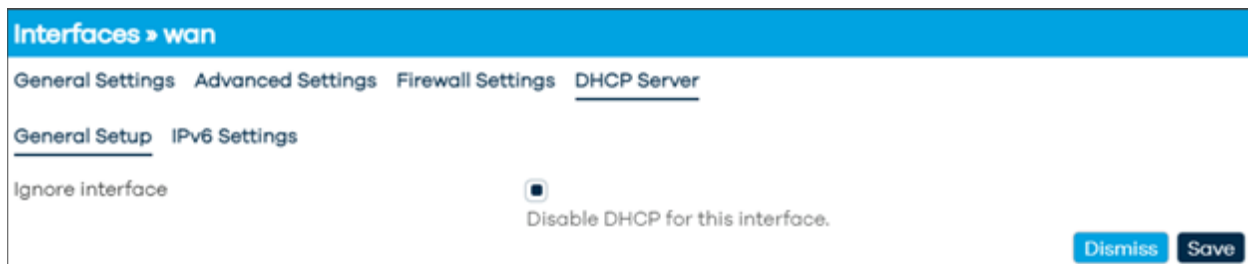 Interfaces » wan
General Settings Advanced Settings Firewall Settings DHCP Server
General Setup IPv6 Settings
Ignore interface
Disable DHCP for this interface.
Dismiss Save